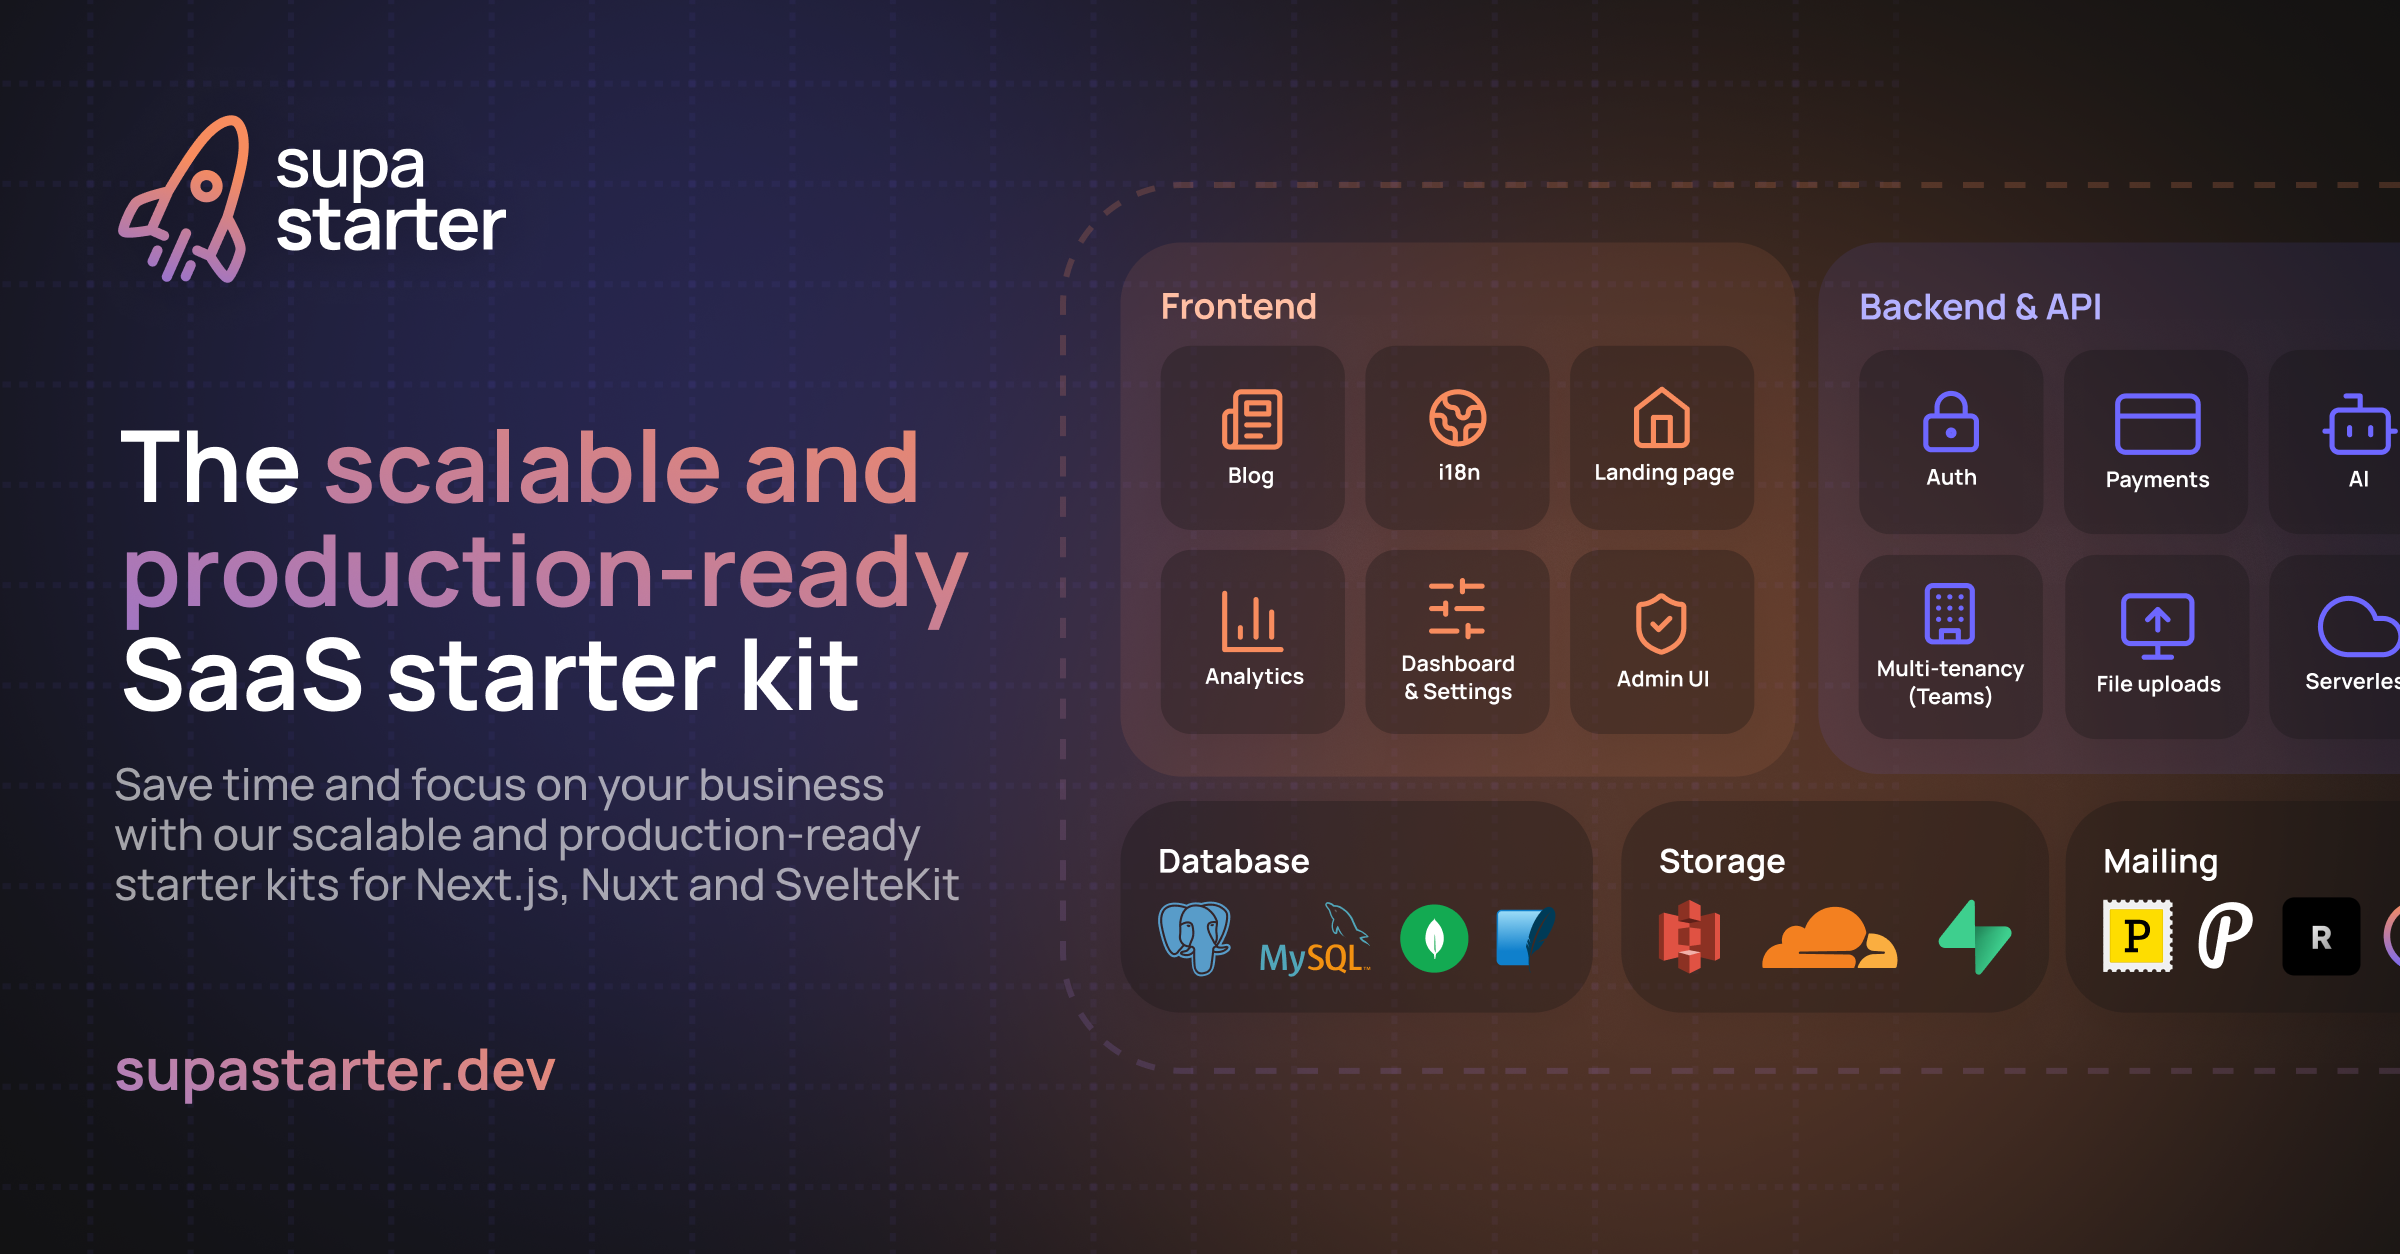 supa
starter
The scalable and
production-ready
SaaS starter kit
Save time and focus on your business
with our scalable and production-ready
starter kits for Next.js, Nuxt and SvelteKit
supastarter.dev
Frontend
Blog
i18n
Landing page
Analytics
Dashboard
& Settings
Admin UI
Backend & API
Auth
Payments
AI
Multi-tenancy
(Teams)
File uploads
Serverles
Database
MySQL™
Storage
Mailing
P
P
R